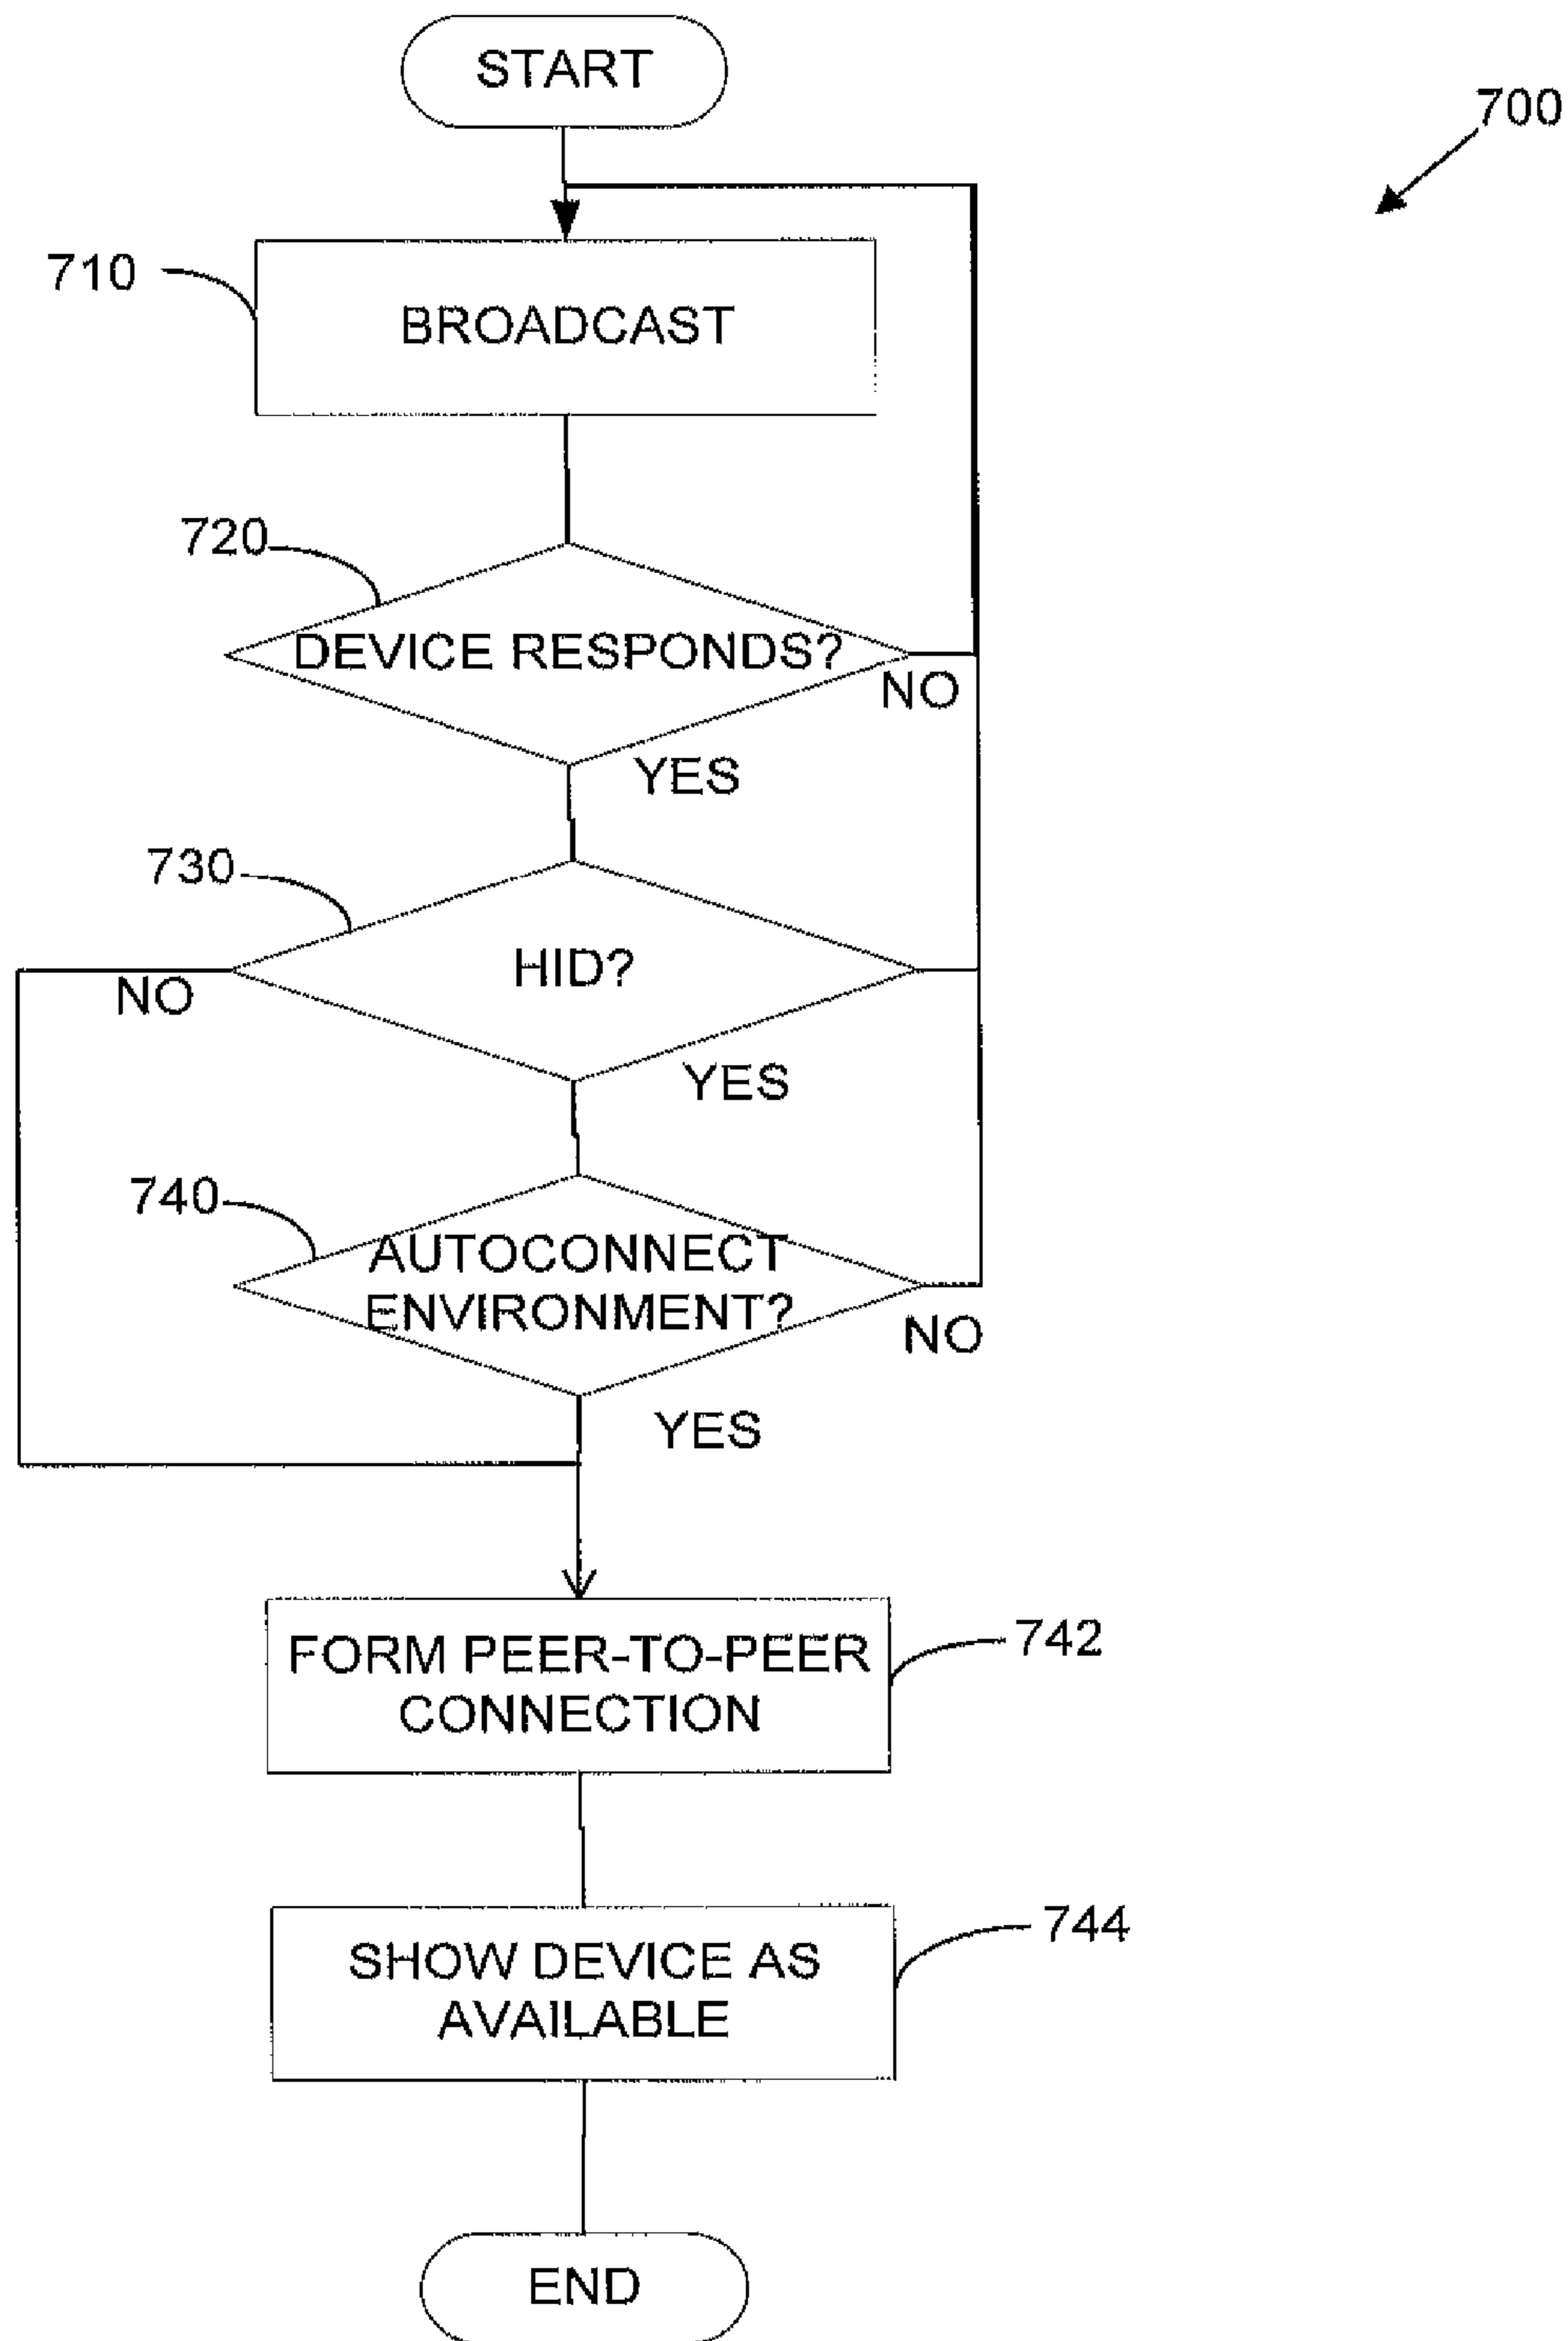 START
700
710
BROADCAST
720
DEVICE RESPONDS?
NO
YES
730
HID?
NO
YES
740
AUTOCONNECT
ENVIRONMENT?
NO
YES
FORM PEER-TO-PEER
CONNECTION
742
SHOW DEVICE AS
AVAILABLE
744
END